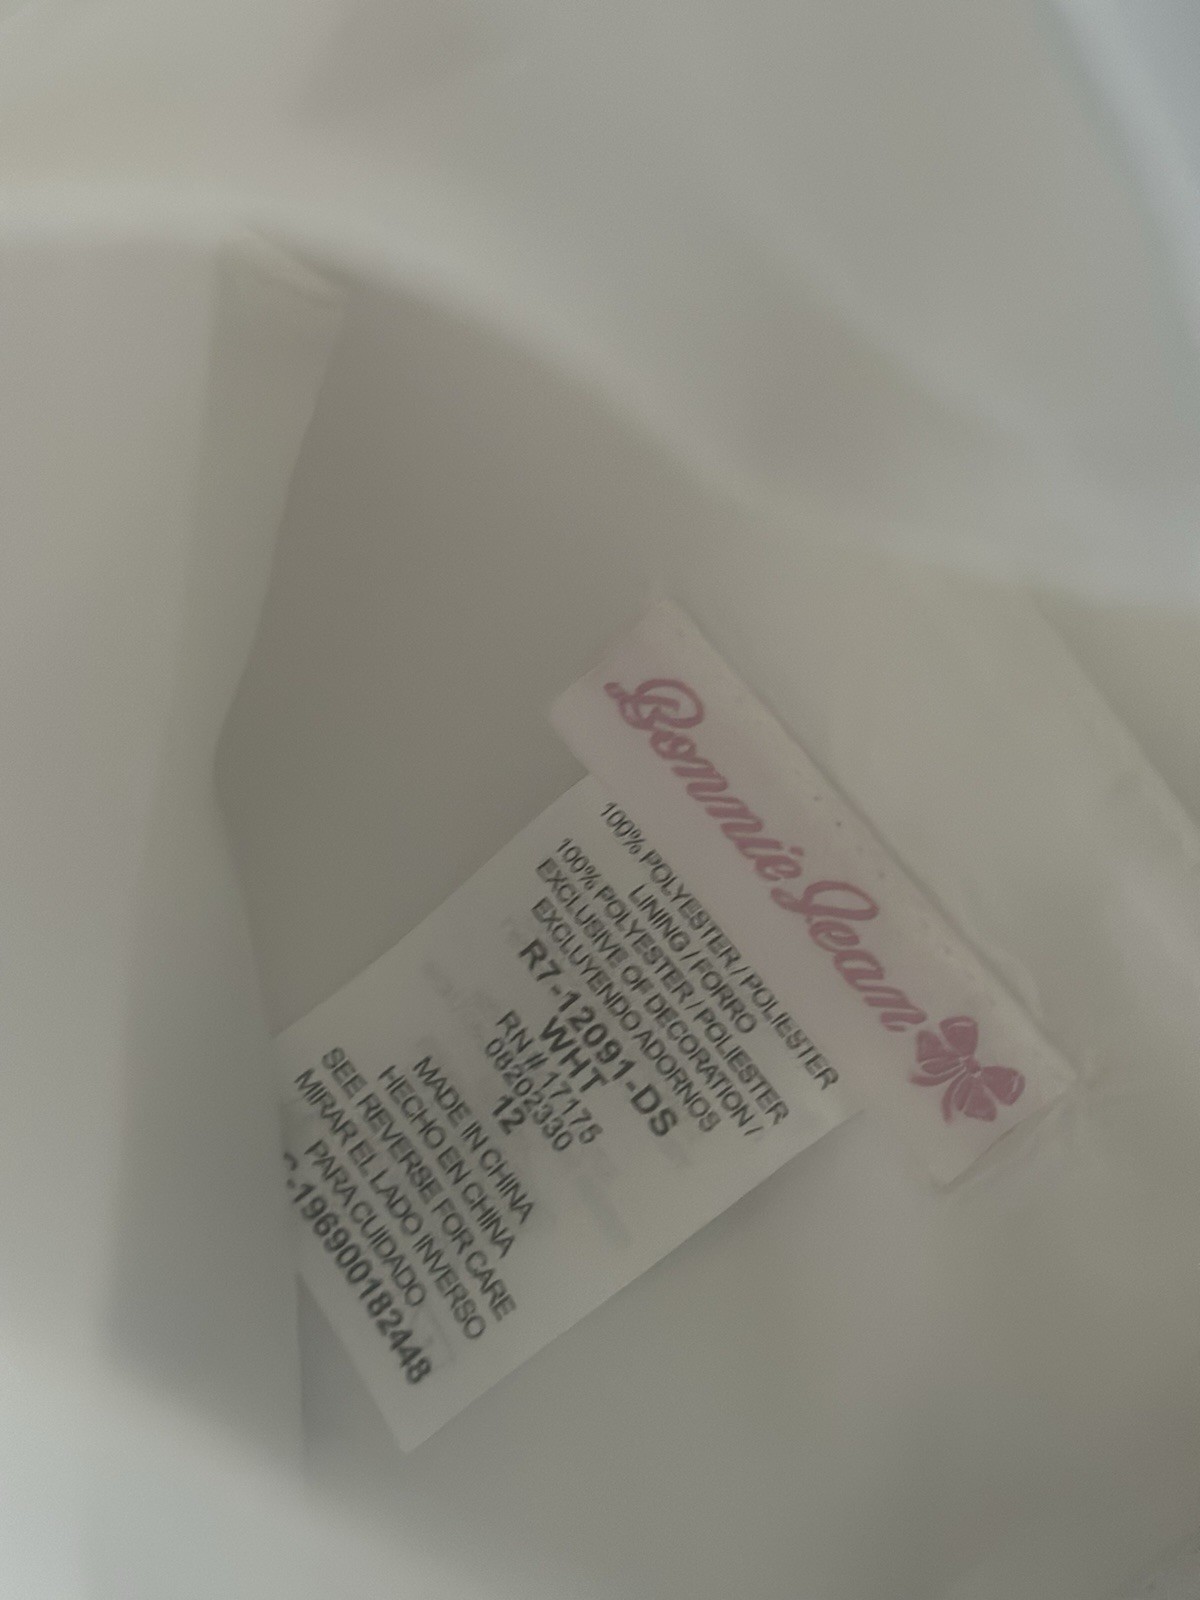 Bonnie Jean
100% POLYESTER / POLIESTER
LINING / FORRO
100% POLYESTER / POLIESTER
EXCLUSIVE OF DECORATION /
EXCLUYENDO ADORNOS
R7-12091-DS
WHT
RN # 17175
08202330
12
MADE IN CHINA
HECHO EN CHINA
SEE REVERSE FOR CARE
MIRAR EL LADO INVERSO
PARA CUIDADO
C-196900182448